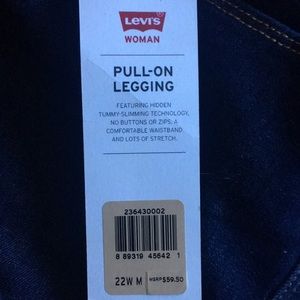 Levi's
WOMAN
PULL-ON
LEGGING
FEATURING HIDDEN
TUMMY-SLIMMING TECHNOLOGY,
NO BUTTONS OR ZIPS, A
COMFORTABLE WAISTBAND
AND LOTS OF STRETCH.
236430002
8 89319 45642 1
22W M MSRP$59.50